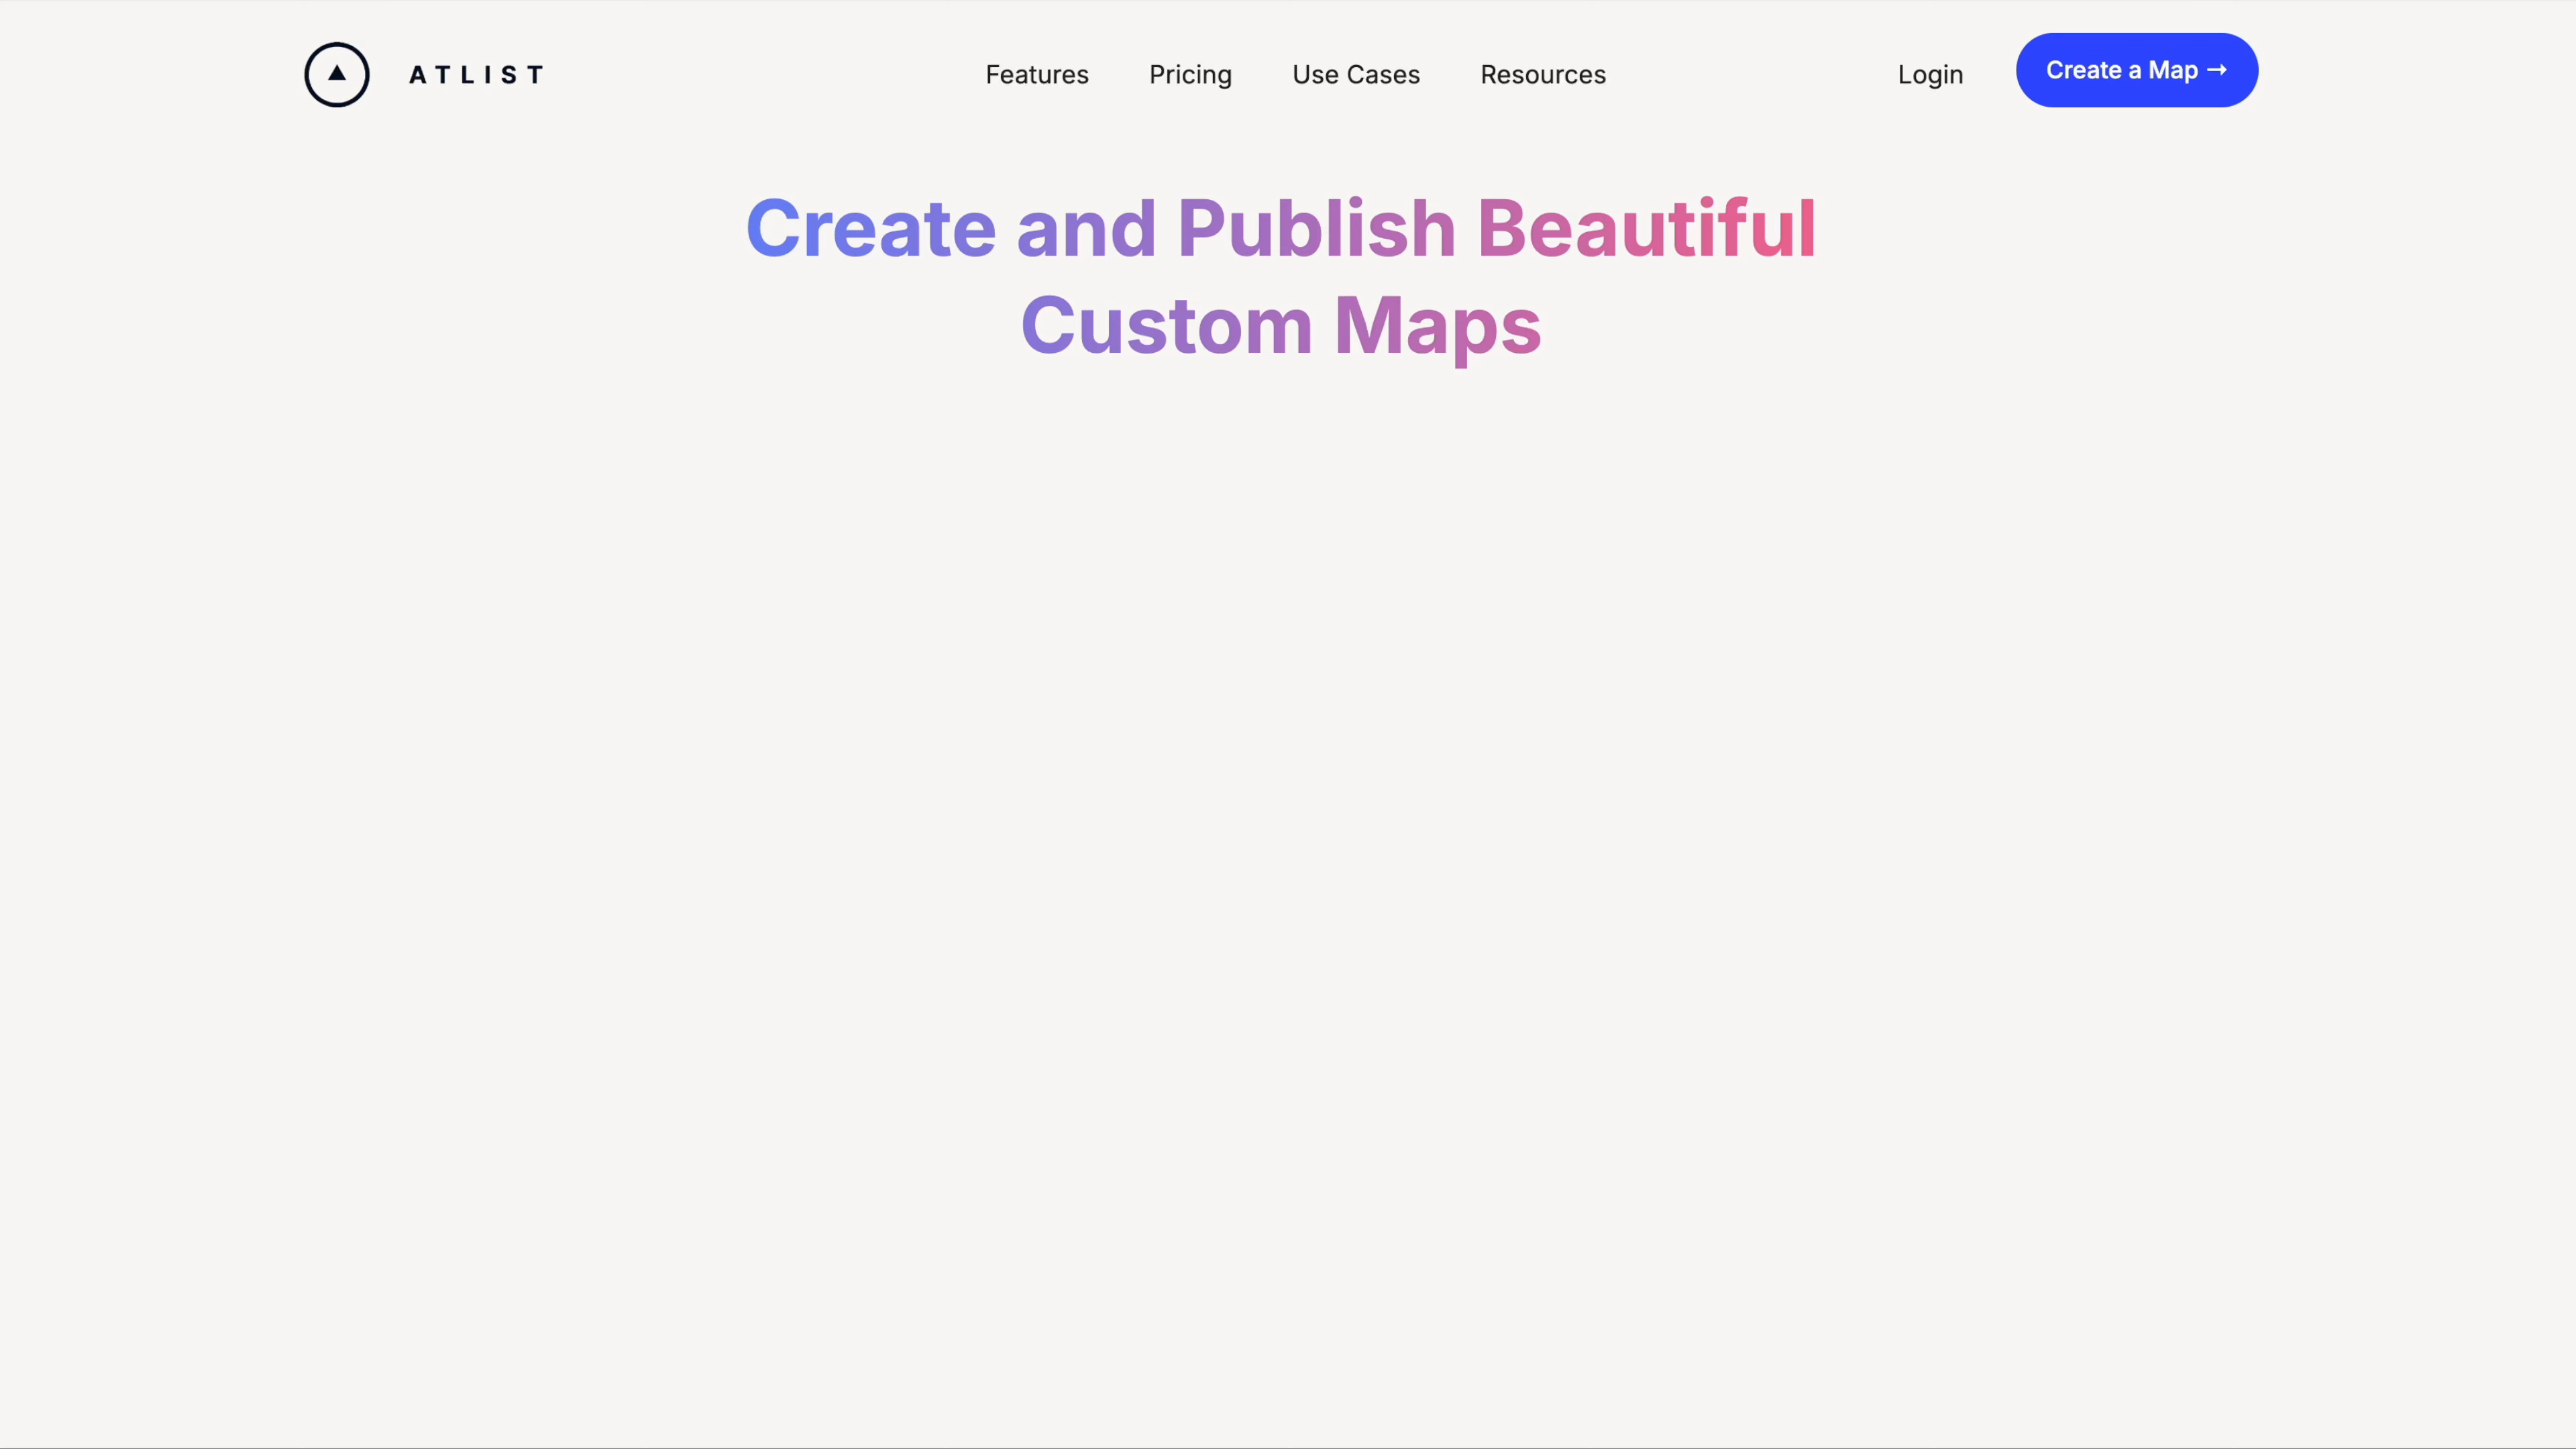 ATLIST
Features
Pricing
Use Cases
Resources
Login
Create a Map →
Create and Publish Beautiful
Custom Maps